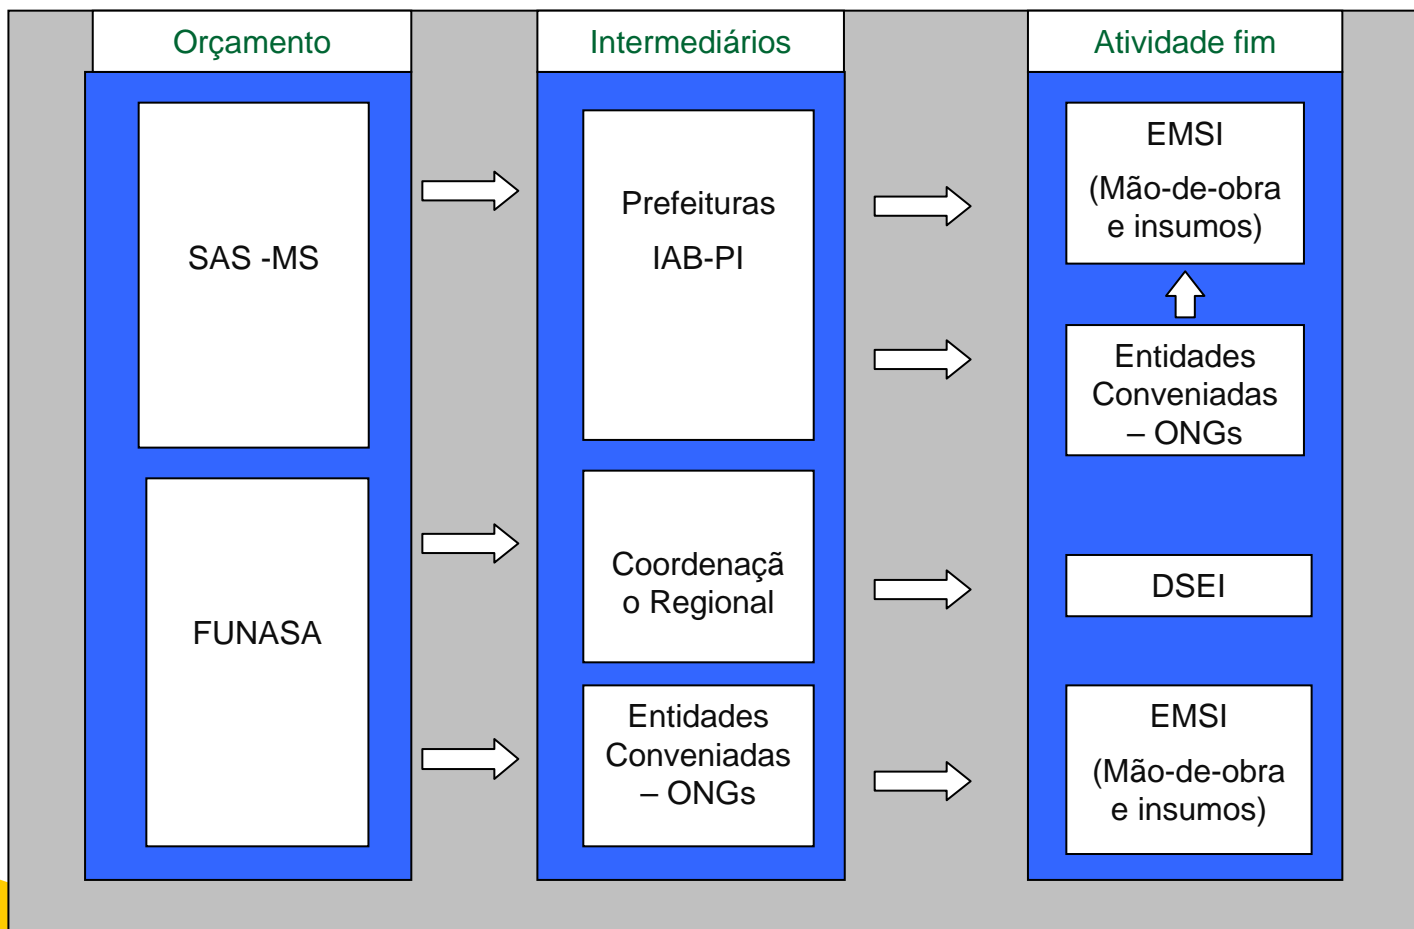 Orçamento
SAS -MS
FUNASA
Intermediários
Prefeituras
IAB-PI
Coordenaçã
o Regional
Entidades
Conveniadas
– ONGs
Atividade fim
EMSI
(Mão-de-obra
e insumos)
Entidades
Conveniadas
– ONGs
DSEI
EMSI
(Mão-de-obra
e insumos)